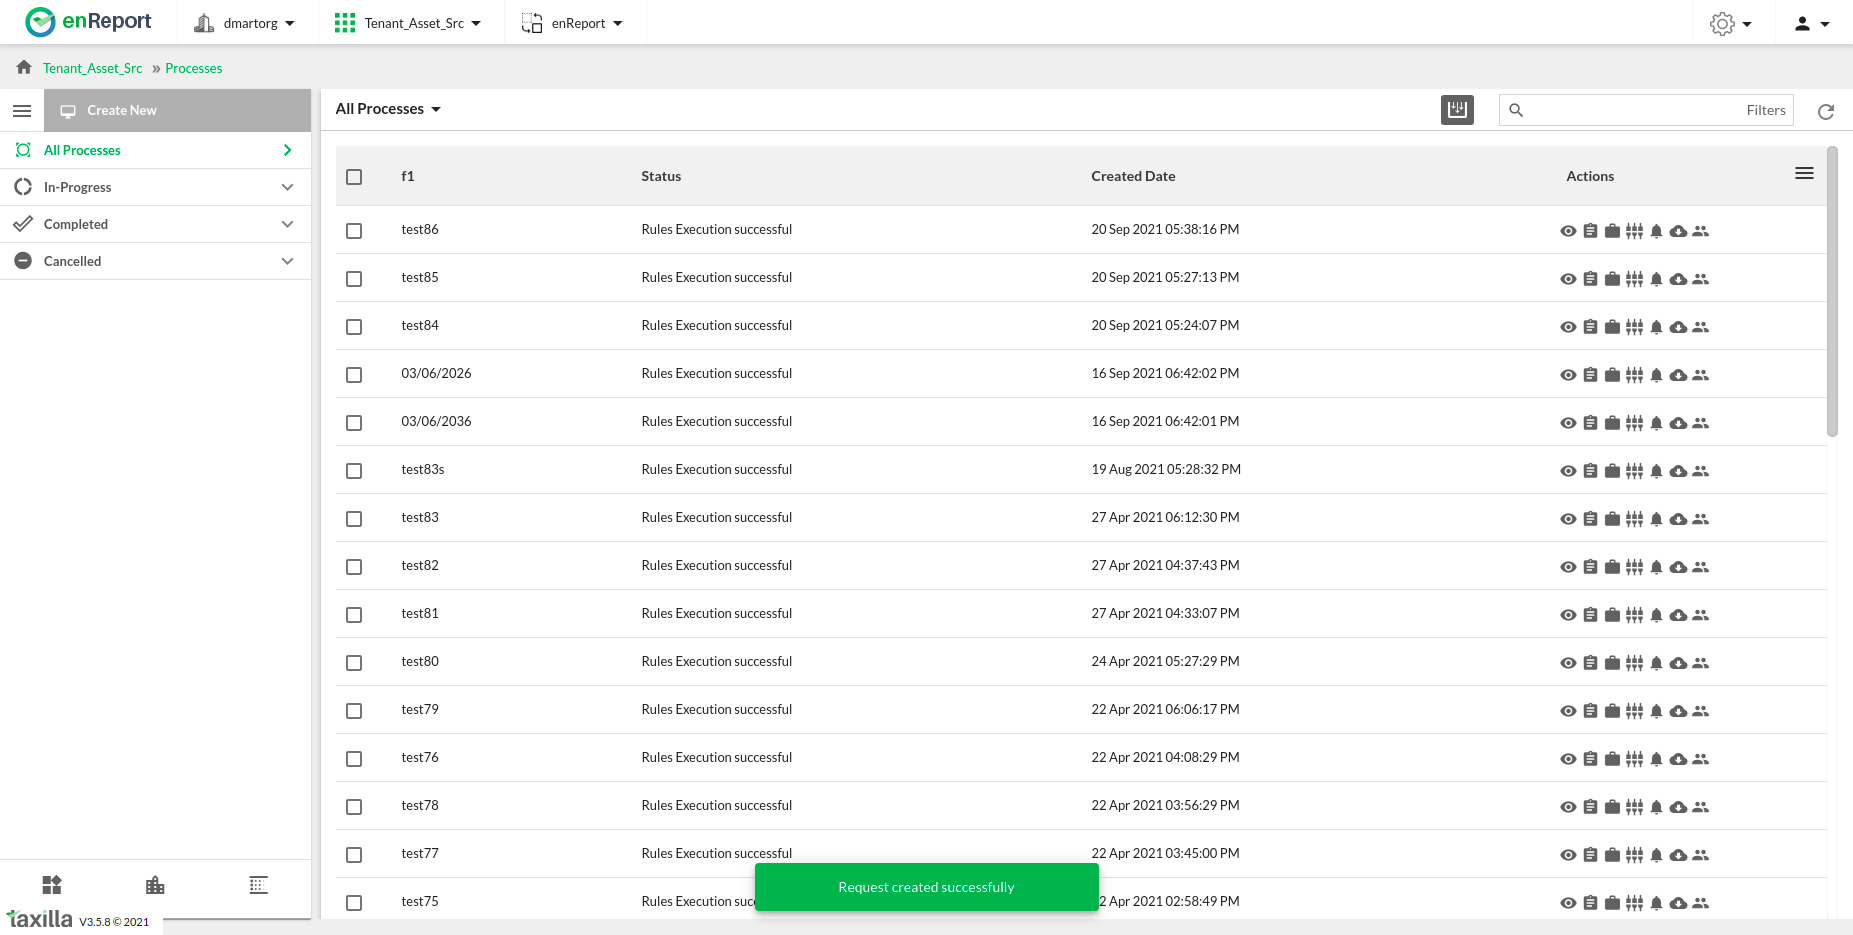 enReport dmartorg Tenant_Asset_Src enReport
Tenant_Asset_Src » Processes
Create New
All Processes
In-Progress
Completed
Cancelled
All Processes Filters
f1 Status Created Date Actions
test86 Rules Execution successful 20 Sep 2021 05:38:16 PM
test85 Rules Execution successful 20 Sep 2021 05:27:13 PM
test84 Rules Execution successful 20 Sep 2021 05:24:07 PM
03/06/2026 Rules Execution successful 16 Sep 2021 06:42:02 PM
03/06/2036 Rules Execution successful 16 Sep 2021 06:42:01 PM
test83s Rules Execution successful 19 Aug 2021 05:28:32 PM
test83 Rules Execution successful 27 Apr 2021 06:12:30 PM
test82 Rules Execution successful 27 Apr 2021 04:37:43 PM
test81 Rules Execution successful 27 Apr 2021 04:33:07 PM
test80 Rules Execution successful 24 Apr 2021 05:27:29 PM
test79 Rules Execution successful 22 Apr 2021 06:06:17 PM
test76 Rules Execution successful 22 Apr 2021 04:08:29 PM
test78 Rules Execution successful 22 Apr 2021 03:56:29 PM
test77 Rules Execution successful 22 Apr 2021 03:45:00 PM
test75 Rules Execution suc 2 Apr 2021 02:58:49 PM
Request created successfully
taxilla V3.5.8 © 2021